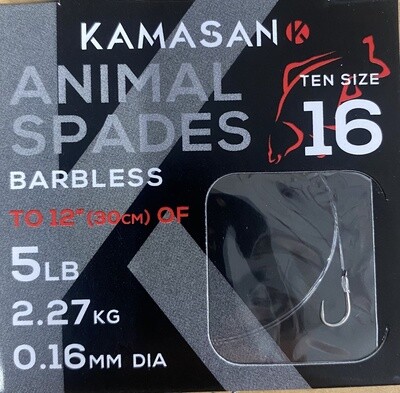 KAMASAN K
ANIMAL
SPADES
BARBLESS
TEN SIZE
16
TO 12" (30CM) OF
5LB
2.27KG
0.16MM DIA